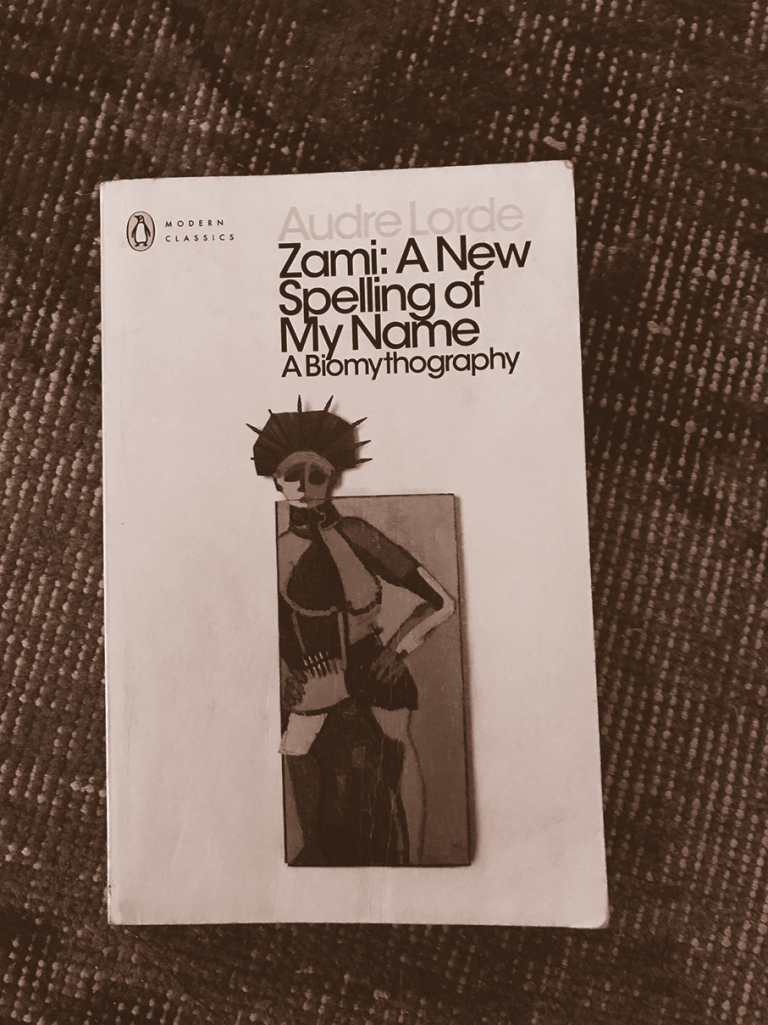 MODERN
CLASSICS
Audre Lorde
Zami: A New
Spelling of
My Name
A Biomythography